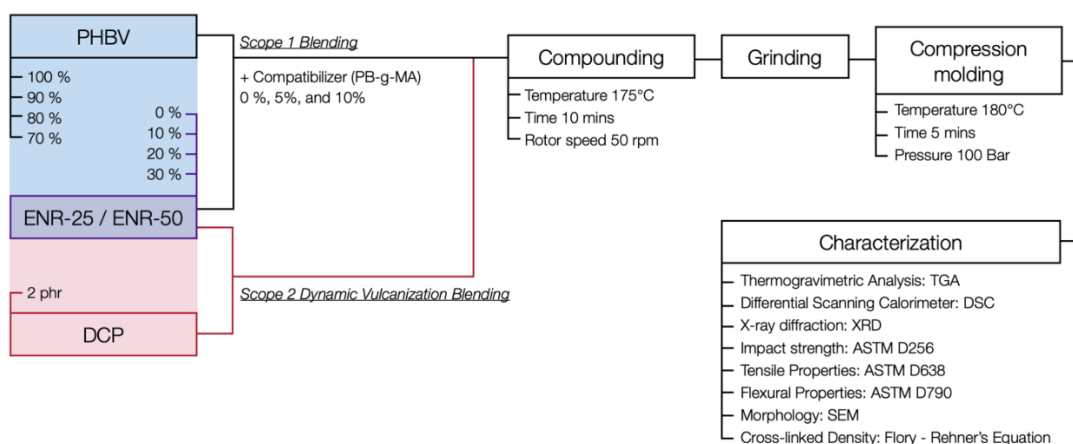 PHBV
100 %
90 %
80 %
70 %
0 %
10 %
20 %
30 %
ENR-25 / ENR-50
2 phr
DCP
Scope 1 Blending
+ Compatibilizer (PB-g-MA)
0 %, 5%, and 10%
Scope 2 Dynamic Vulcanization Blending
Compounding
Temperature 175°C
Time 10 mins
Rotor speed 50 rpm
Grinding
Compression
molding
Temperature 180°C
Time 5 mins
Pressure 100 Bar
Characterization
Thermogravimetric Analysis: TGA
Differential Scanning Calorimeter: DSC
X-ray diffraction: XRD
Impact strength: ASTM D256
Tensile Properties: ASTM D638
Flexural Properties: ASTM D790
Morphology: SEM
Cross-linked Density: Flory - Rehner's Equation